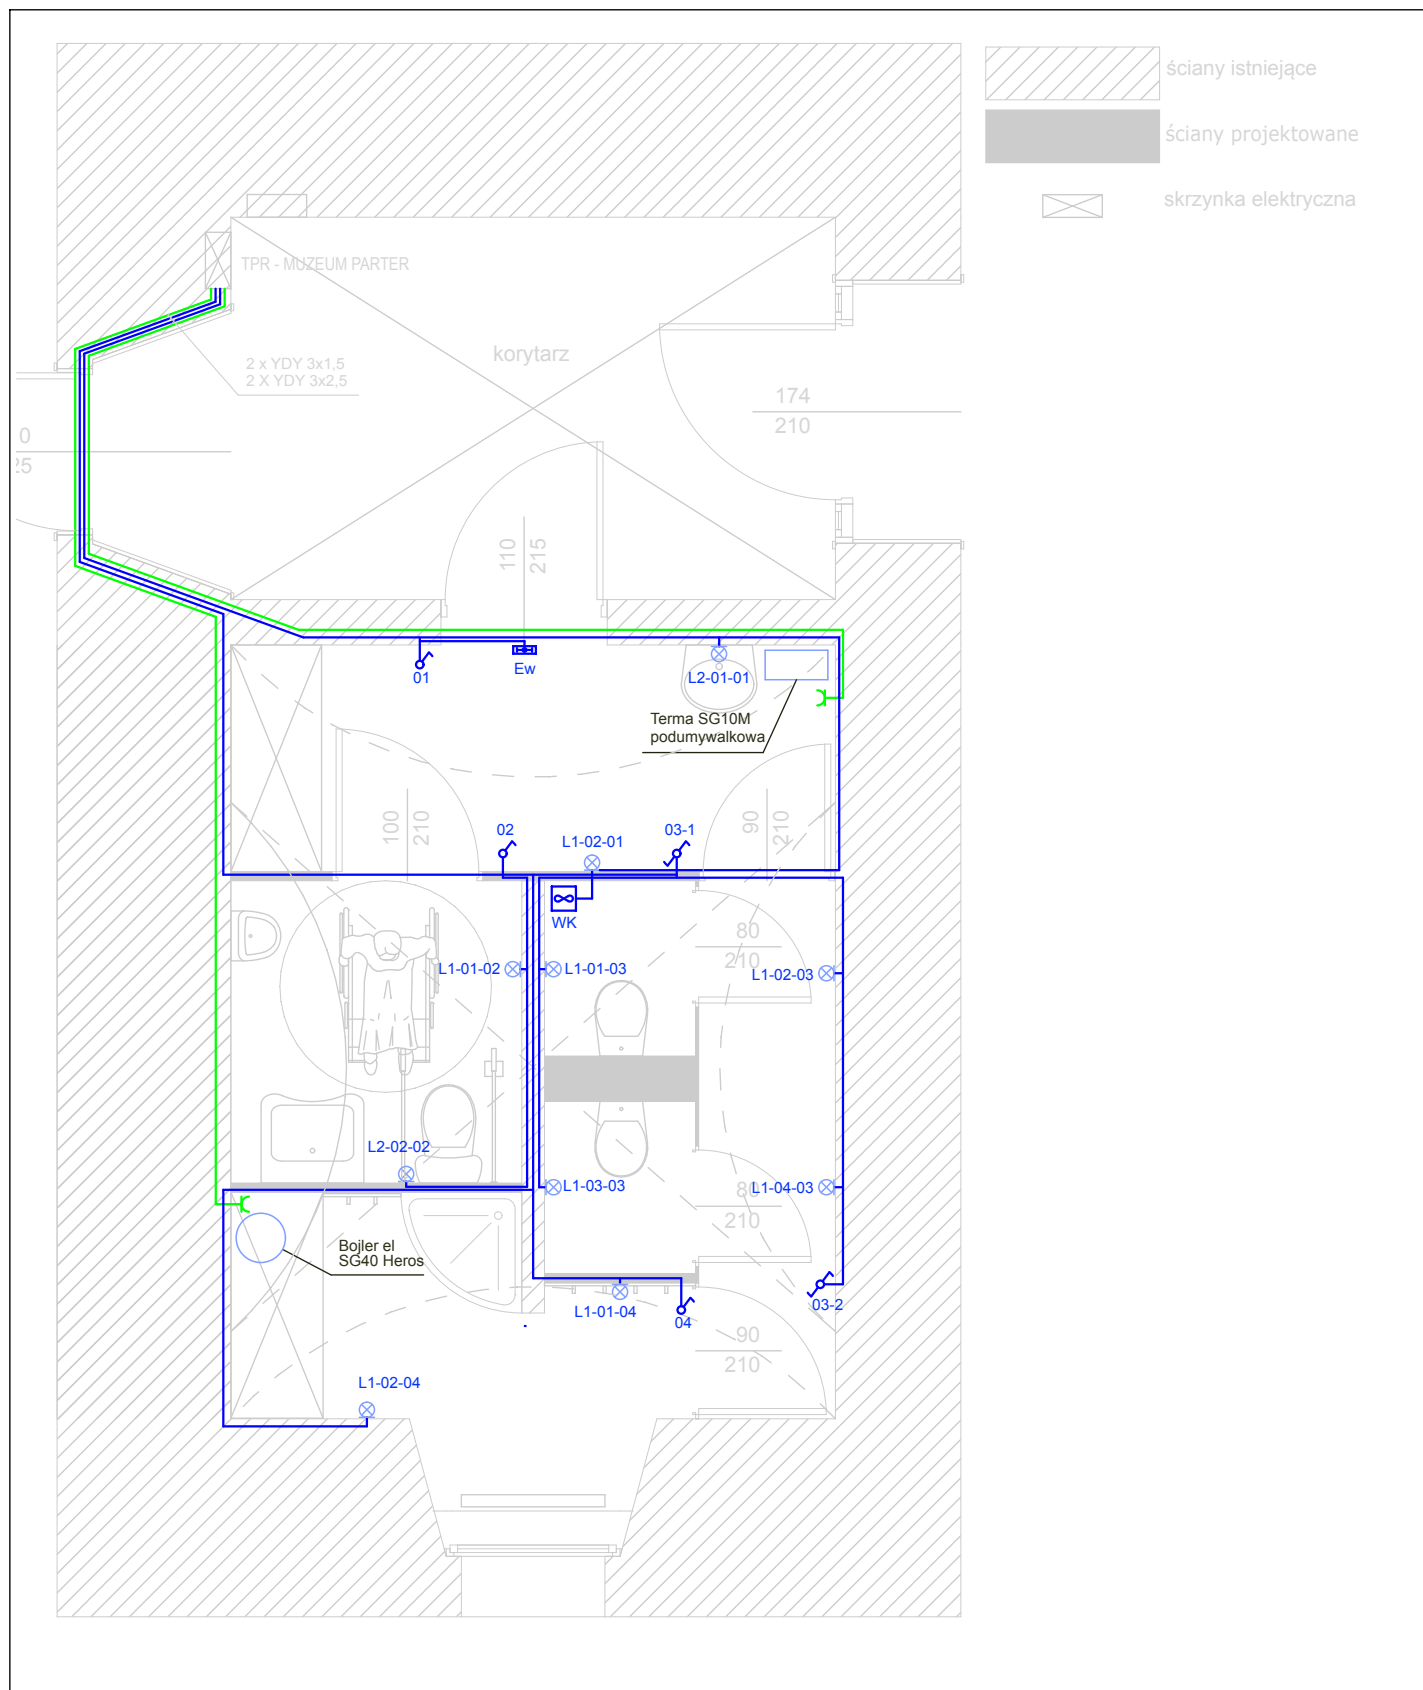 ściany istniejące
ściany projektowane
skrzynka elektryczna
TPR - MUZEUM PARTER
korytarz
2 x YDY 3x1,5
2 X YDY 3x2,5
174
210
0
25
110
215
01
Ew
L2-01-01
Terma SG10M
podumywalkowa
100
210
90
210
02
L1-02-01
03-1
WK
80
210
L1-01-02
L1-01-03
L1-02-03
L2-02-02
L1-03-03
80
210
L1-04-03
Bojler el
SG40 Heros
L1-01-04
04
03-2
90
210
L1-02-04